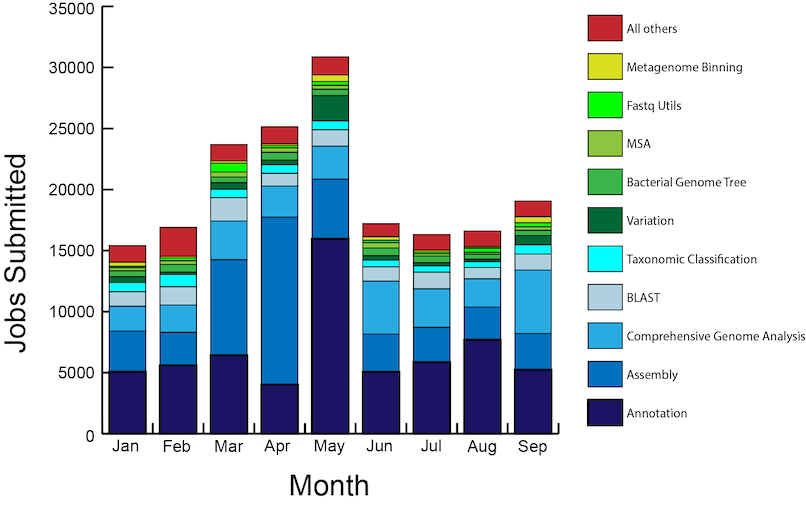 Jobs Submitted
35000
30000
25000
20000
15000
10000
5000
0
Jan Feb Mar Apr May Jun Jul Aug Sep
Month
All others
Metagenome Binning
Fastq Utils
MSA
Bacterial Genome Tree
Variation
Taxonomic Classification
BLAST
Comprehensive Genome Analysis
Assembly
Annotation